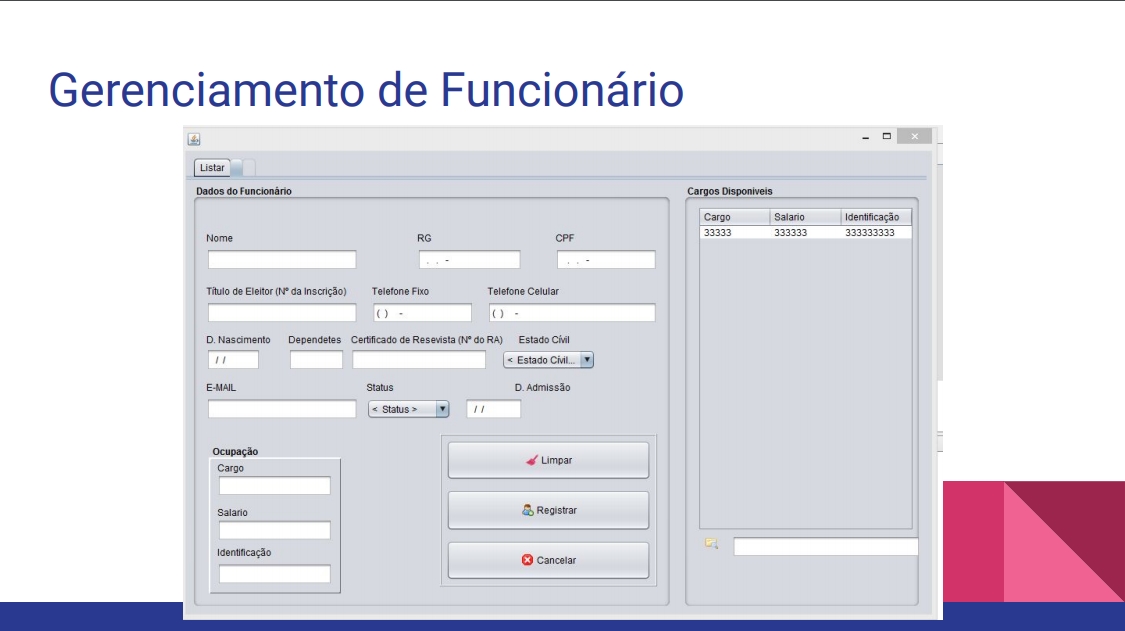 Gerenciamento de Funcionário
Listar
Dados do Funcionário
Nome RG CPF
. . - . . -
Título de Eleitor (Nº da Inscrição) Telefone Fixo Telefone Celular
( ) - ( ) -
D. Nascimento Dependetes Certificado de Resevista (Nº do RA) Estado Cívil
/ / < Estado Cívil...
E-MAIL Status D. Admissão
< Status > / /
Ocupação
Cargo
Salario
Identificação
Limpar
Registrar
Cancelar
Cargos Disponiveis
Cargo Salario Identificação
33333 333333 333333333